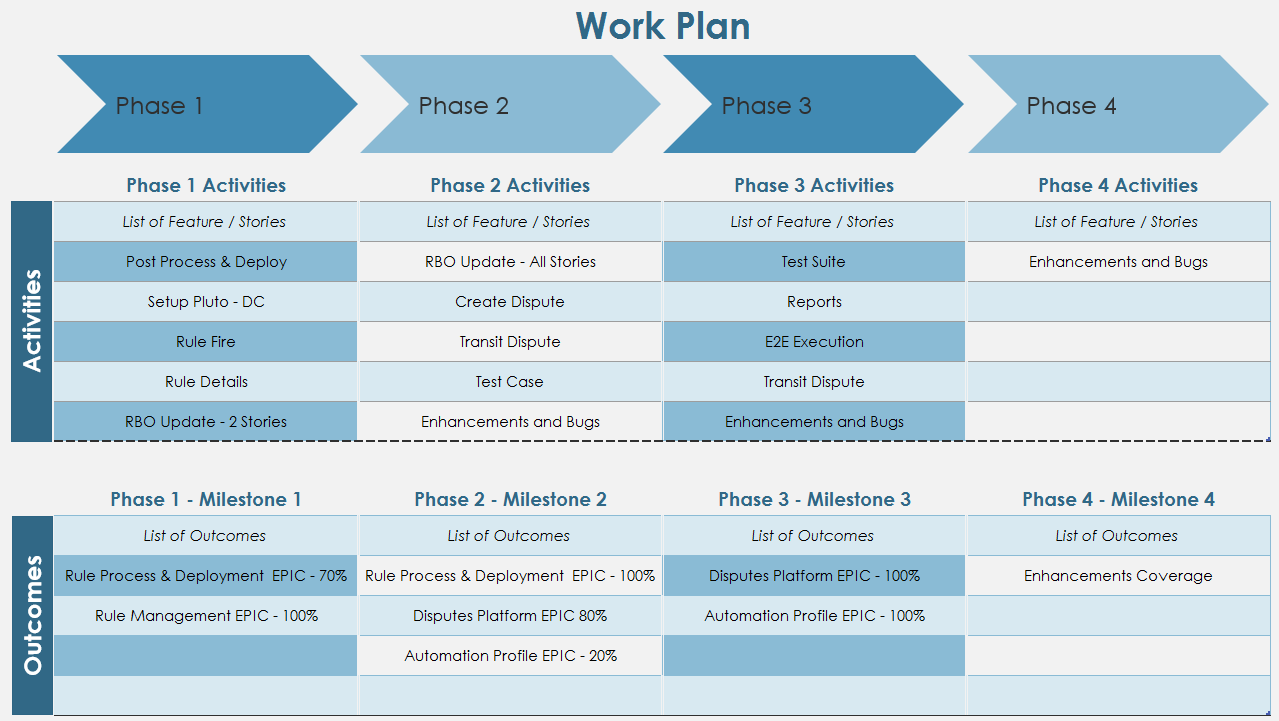 Work Plan
Phase 1
Phase 2
Phase 3
Phase 4
Phase 1 Activities
Phase 2 Activities
Phase 3 Activities
Phase 4 Activities
Activities
List of Feature / Stories
List of Feature / Stories
List of Feature / Stories
List of Feature / Stories
Post Process & Deploy
RBO Update - All Stories
Test Suite
Enhancements and Bugs
Setup Pluto - DC
Create Dispute
Reports
Rule Fire
Transit Dispute
E2E Execution
Rule Details
Test Case
Transit Dispute
RBO Update - 2 Stories
Enhancements and Bugs
Enhancements and Bugs
Phase 1 - Milestone 1
Phase 2 - Milestone 2
Phase 3 - Milestone 3
Phase 4 - Milestone 4
Outcomes
List of Outcomes
List of Outcomes
List of Outcomes
List of Outcomes
Rule Process & Deployment  EPIC - 70%
Rule Process & Deployment  EPIC - 100%
Disputes Platform EPIC - 100%
Enhancements Coverage
Rule Management EPIC - 100%
Disputes Platform EPIC 80%
Automation Profile EPIC - 100%
Automation Profile EPIC - 20%